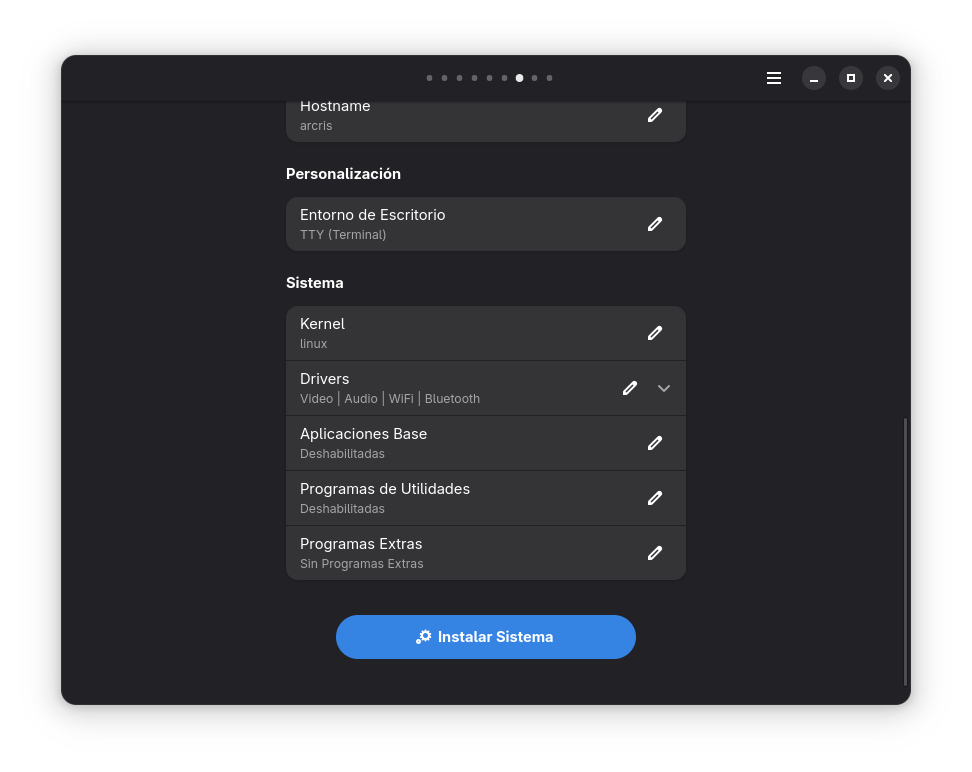 Hostname
arcris
Personalización
Entorno de Escritorio
TTY (Terminal)
Sistema
Kernel
linux
Drivers
Video | Audio | WiFi | Bluetooth
Aplicaciones Base
Deshabilitadas
Programas de Utilidades
Deshabilitadas
Programas Extras
Sin Programas Extras
Instalar Sistema